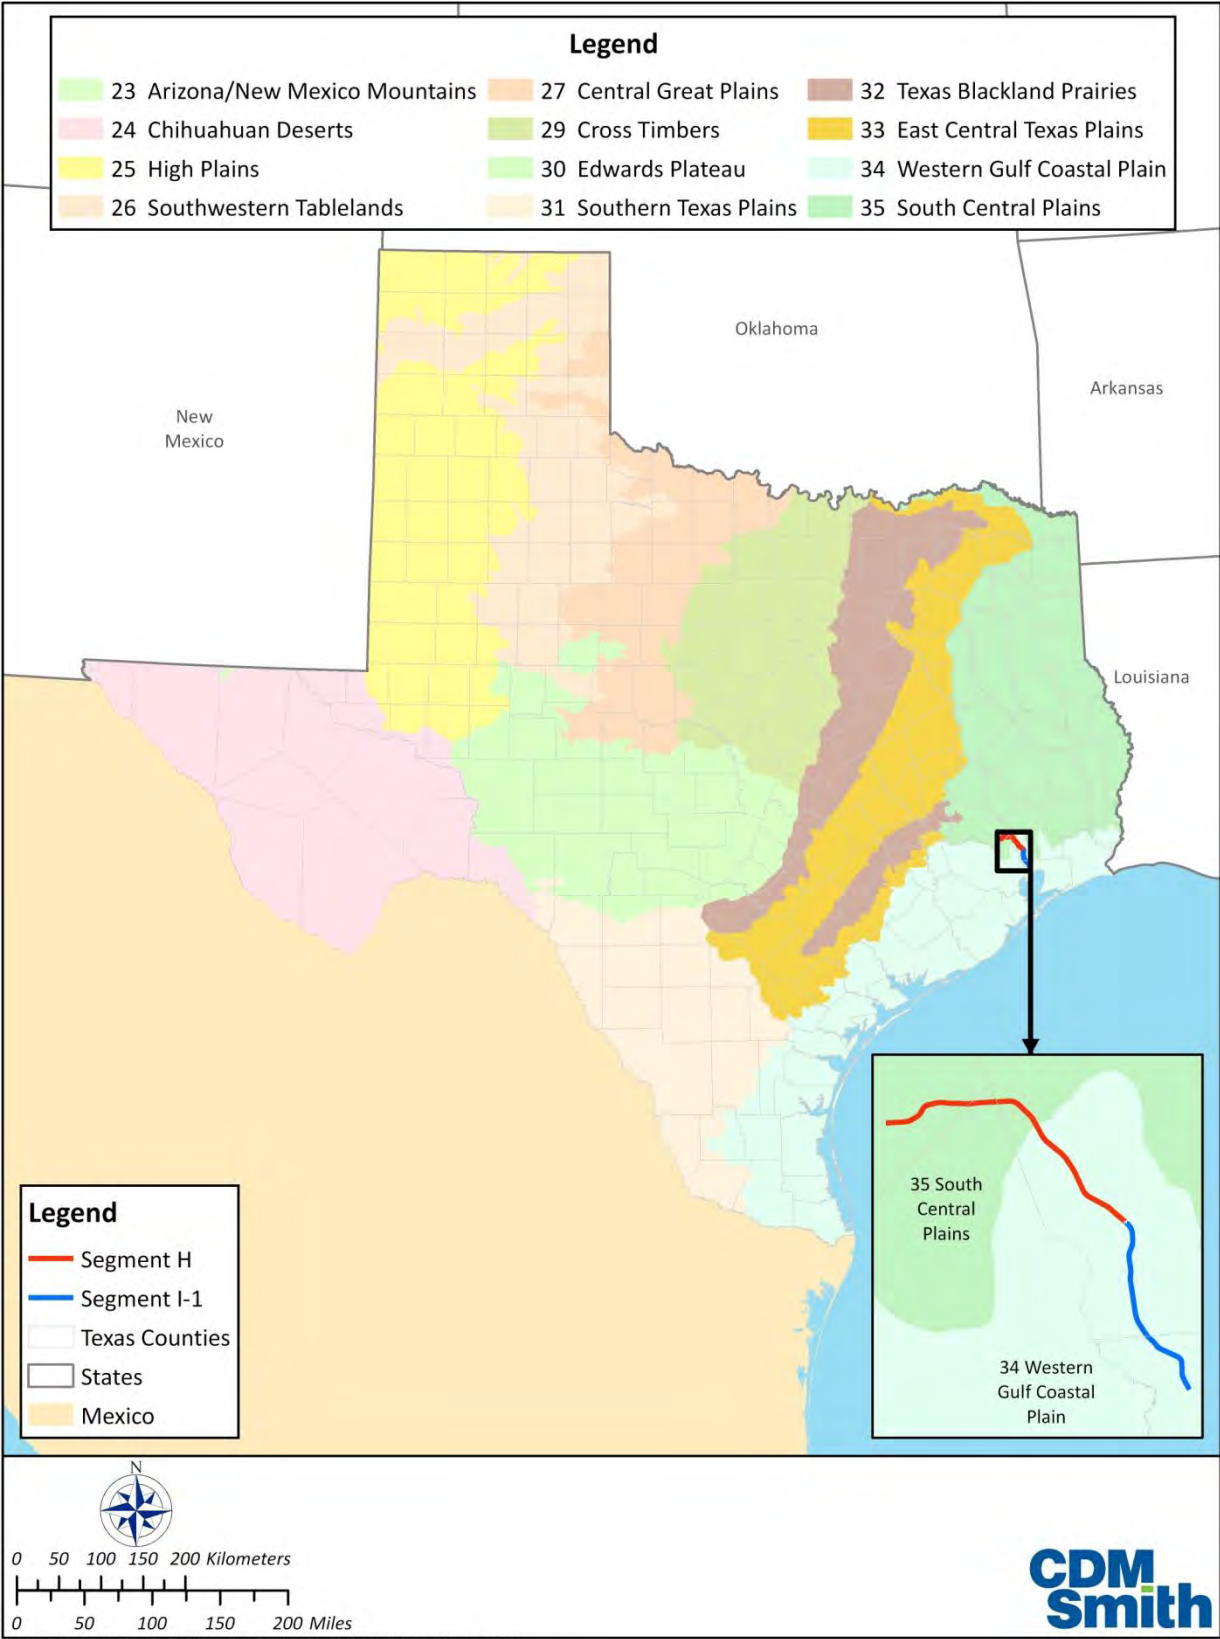 Legend
23 Arizona/New Mexico Mountains
24 Chihuahuan Deserts
25 High Plains
26 Southwestern Tablelands
27 Central Great Plains
29 Cross Timbers
30 Edwards Plateau
31 Southern Texas Plains
32 Texas Blackland Prairies
33 East Central Texas Plains
34 Western Gulf Coastal Plain
35 South Central Plains
Oklahoma
Arkansas
New
Mexico
Louisiana
35 South
Central
Plains
34 Western
Gulf Coastal
Plain
Legend
Segment H
Segment I-1
Texas Counties
States
Mexico
N
0 50 100 150 200 Kilometers
0 50 100 150 200 Miles
CDM
Smith